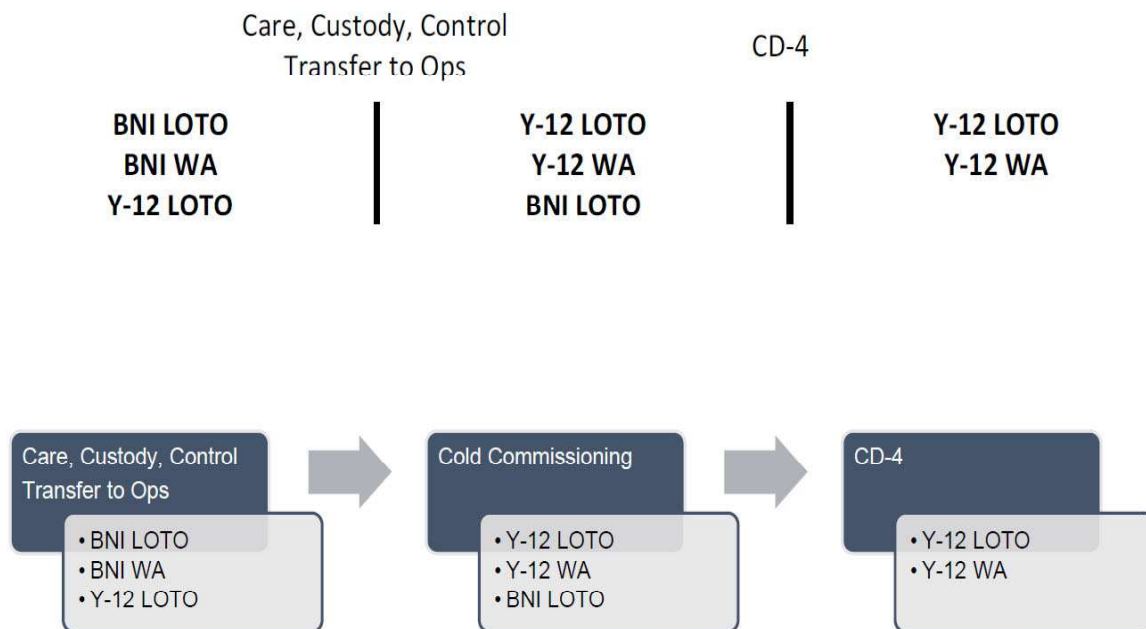 Care, Custody, Control
Transfer to Ops
CD-4
BNI LOTO
BNI WA
Y-12 LOTO
Y-12 LOTO
Y-12 WA
BNI LOTO
Y-12 LOTO
Y-12 WA
Care, Custody, Control
Transfer to Ops
• BNI LOTO
• BNI WA
• Y-12 LOTO
Cold Commissioning
• Y-12 LOTO
• Y-12 WA
• BNI LOTO
CD-4
• Y-12 LOTO
• Y-12 WA